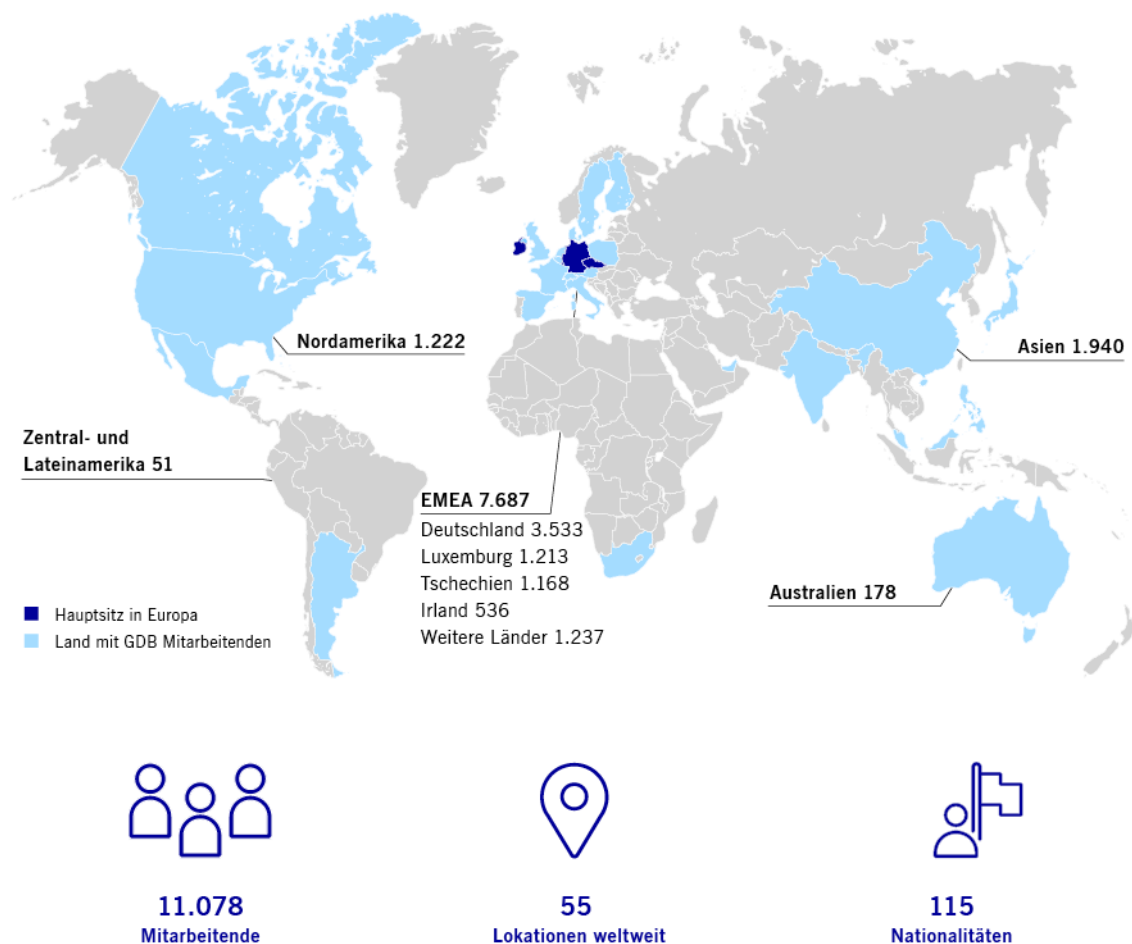 Nordamerika 1.222
Asien 1.940
Zentral- und
Lateinamerika 51
EMEA 7.687
Deutschland 3.533
Luxemburg 1.213
Tschechien 1.168
Irland 536
Weitere Länder 1.237
Australien 178
Hauptsitz in Europa
Land mit GDB Mitarbeitenden
11.078
Mitarbeitende
55
Lokationen weltweit
115
Nationalitäten